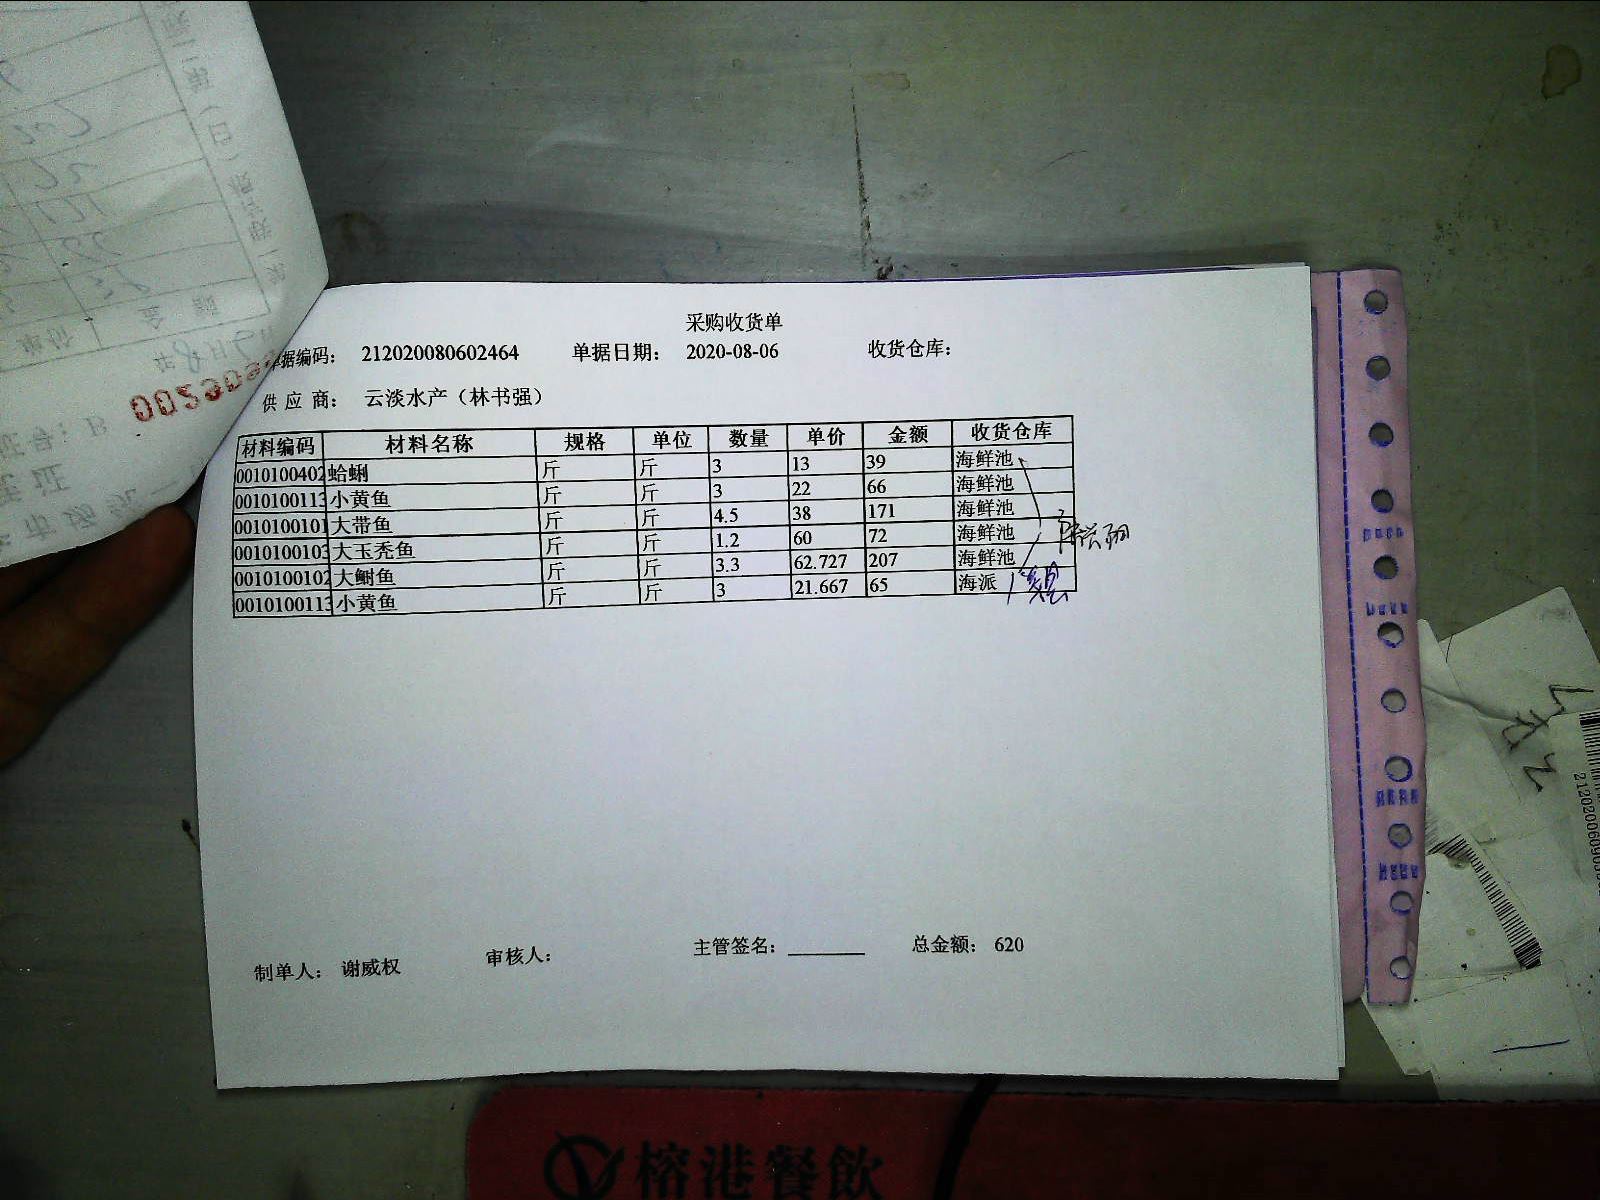 采购收货单
单据编码: 212020080602464 单据日期: 2020-08-06 收货仓库:
供应商: 云淡水产（林书强）
材料编码 材料名称 规格 单位 数量 单价 金额 收货仓库
0010100402 蛤蜊 斤 斤 3 13 39 海鲜池
001010011 小黄鱼 斤 斤 3 22 66 海鲜池
0010100101 大带鱼 斤 斤 4.5 38 171 海鲜池
0010100103 大玉秃鱼 斤 斤 1.2 60 72 海鲜池
0010100102 大鲥鱼 斤 斤 3.3 62.727 207 海鲜池
001010011 小黄鱼 斤 斤 3 21.667 65 海派
制单人: 谢威权 审核人: 主管签名: 总金额: 620
榕港餐飲